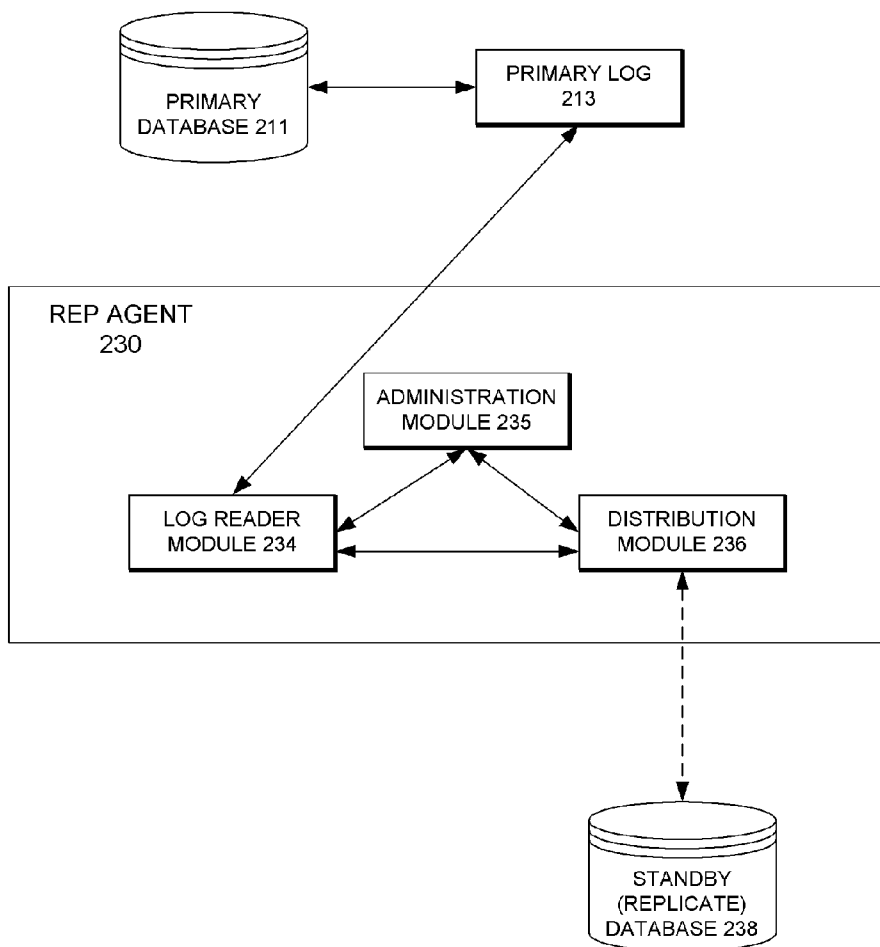 PRIMARY
DATABASE 211
PRIMARY LOG
213
REP AGENT
230
ADMINISTRATION
MODULE 235
LOG READER
MODULE 234
DISTRIBUTION
MODULE 236
STANDBY
(REPLICATE)
DATABASE 238